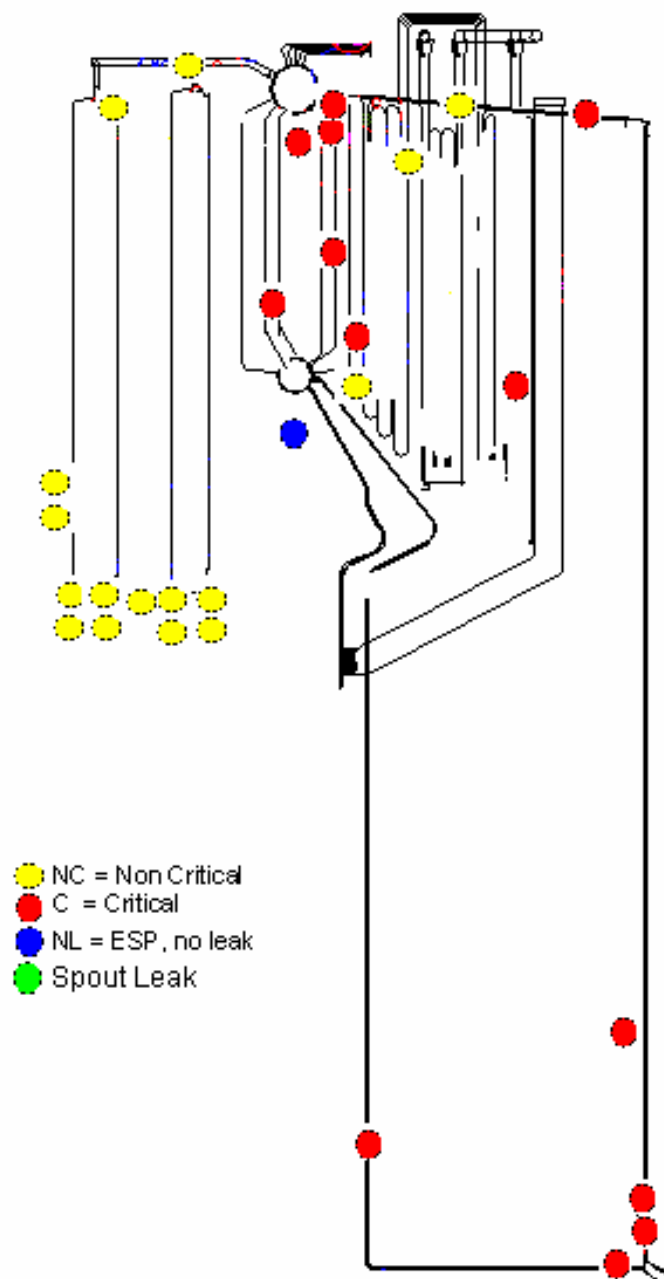 NC = Non Critical
C = Critical
NL = ESP, no leak
Spout Leak